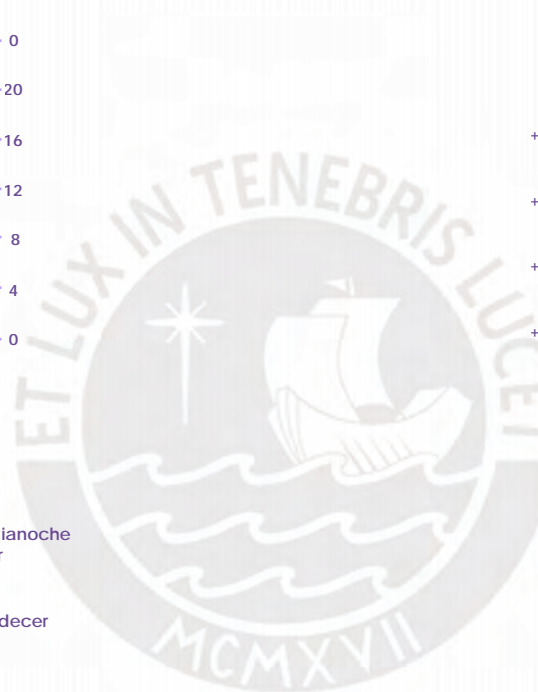 0
20
16
+
12
+
8
+
4
0
+
ET LUX IN TENEBRIS LUCET
ianoche
r
decer
MCMXVII